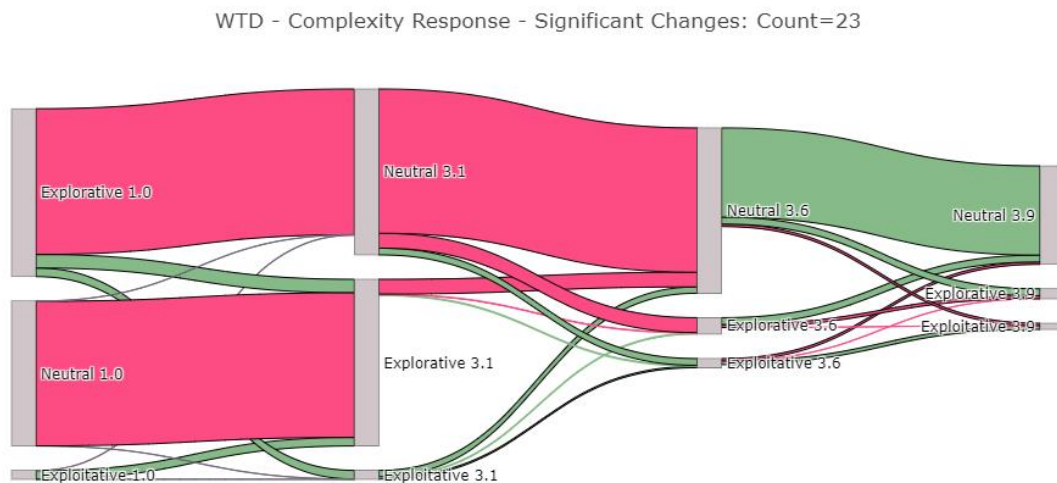 WTD - Complexity Response - Significant Changes: Count=23
Explorative 1.0
Neutral 3.1
Neutral 3.6
Neutral 3.9
Explorative 3.9
Explorative 3.6
Exploitative 3.9
Exploitative 3.6
Explorative 3.1
Neutral 1.0
Exploitative 1.0
Exploitative 3.1